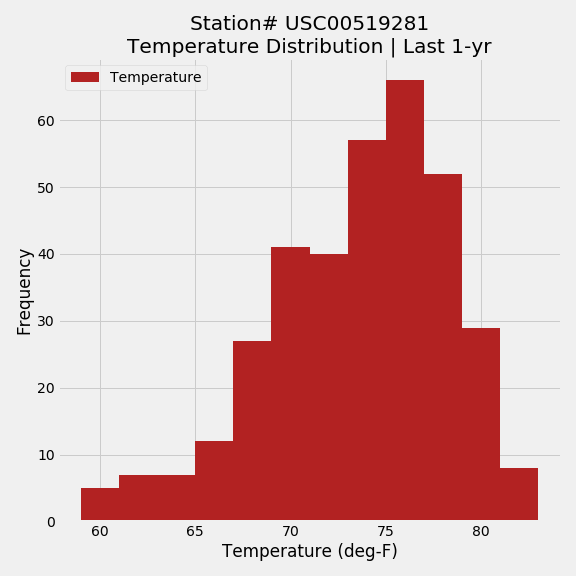 Station# USC00519281
Temperature Distribution | Last 1-yr
Temperature
60
50
40
30
20
10
0
Frequency
60 65 70 75 80
Temperature (deg-F)